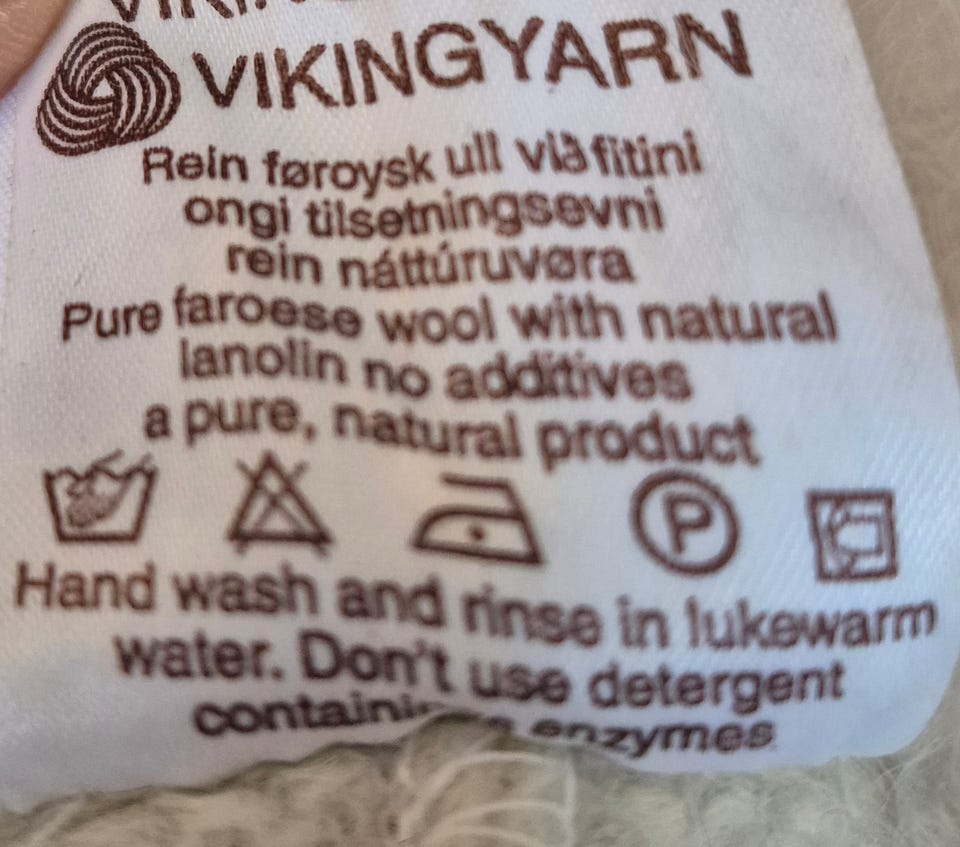 VIKINGYARN
Rein føroysk ull við fitini
ongi tilsetningsevni
rein náttúruvøra
Pure faroese wool with natural
lanolin no additives
a pure, natural product
P
Hand wash and rinse in lukewarm
water. Don't use detergent
enzymes